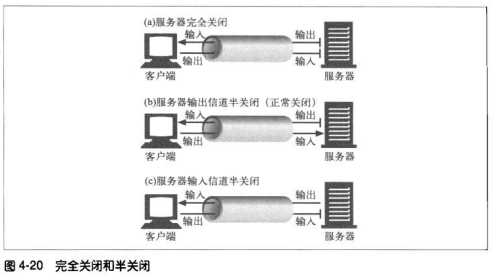 (a)服务器完全关闭
输入 输出
输出 输入
客户端 服务器
(b)服务器输出信道半关闭（正常关闭）
输入 输出
输出 输入
客户端 服务器
(c)服务器输入信道半关闭
输入 输出
输出 输入
客户端 服务器
图 4-20 完全关闭和半关闭